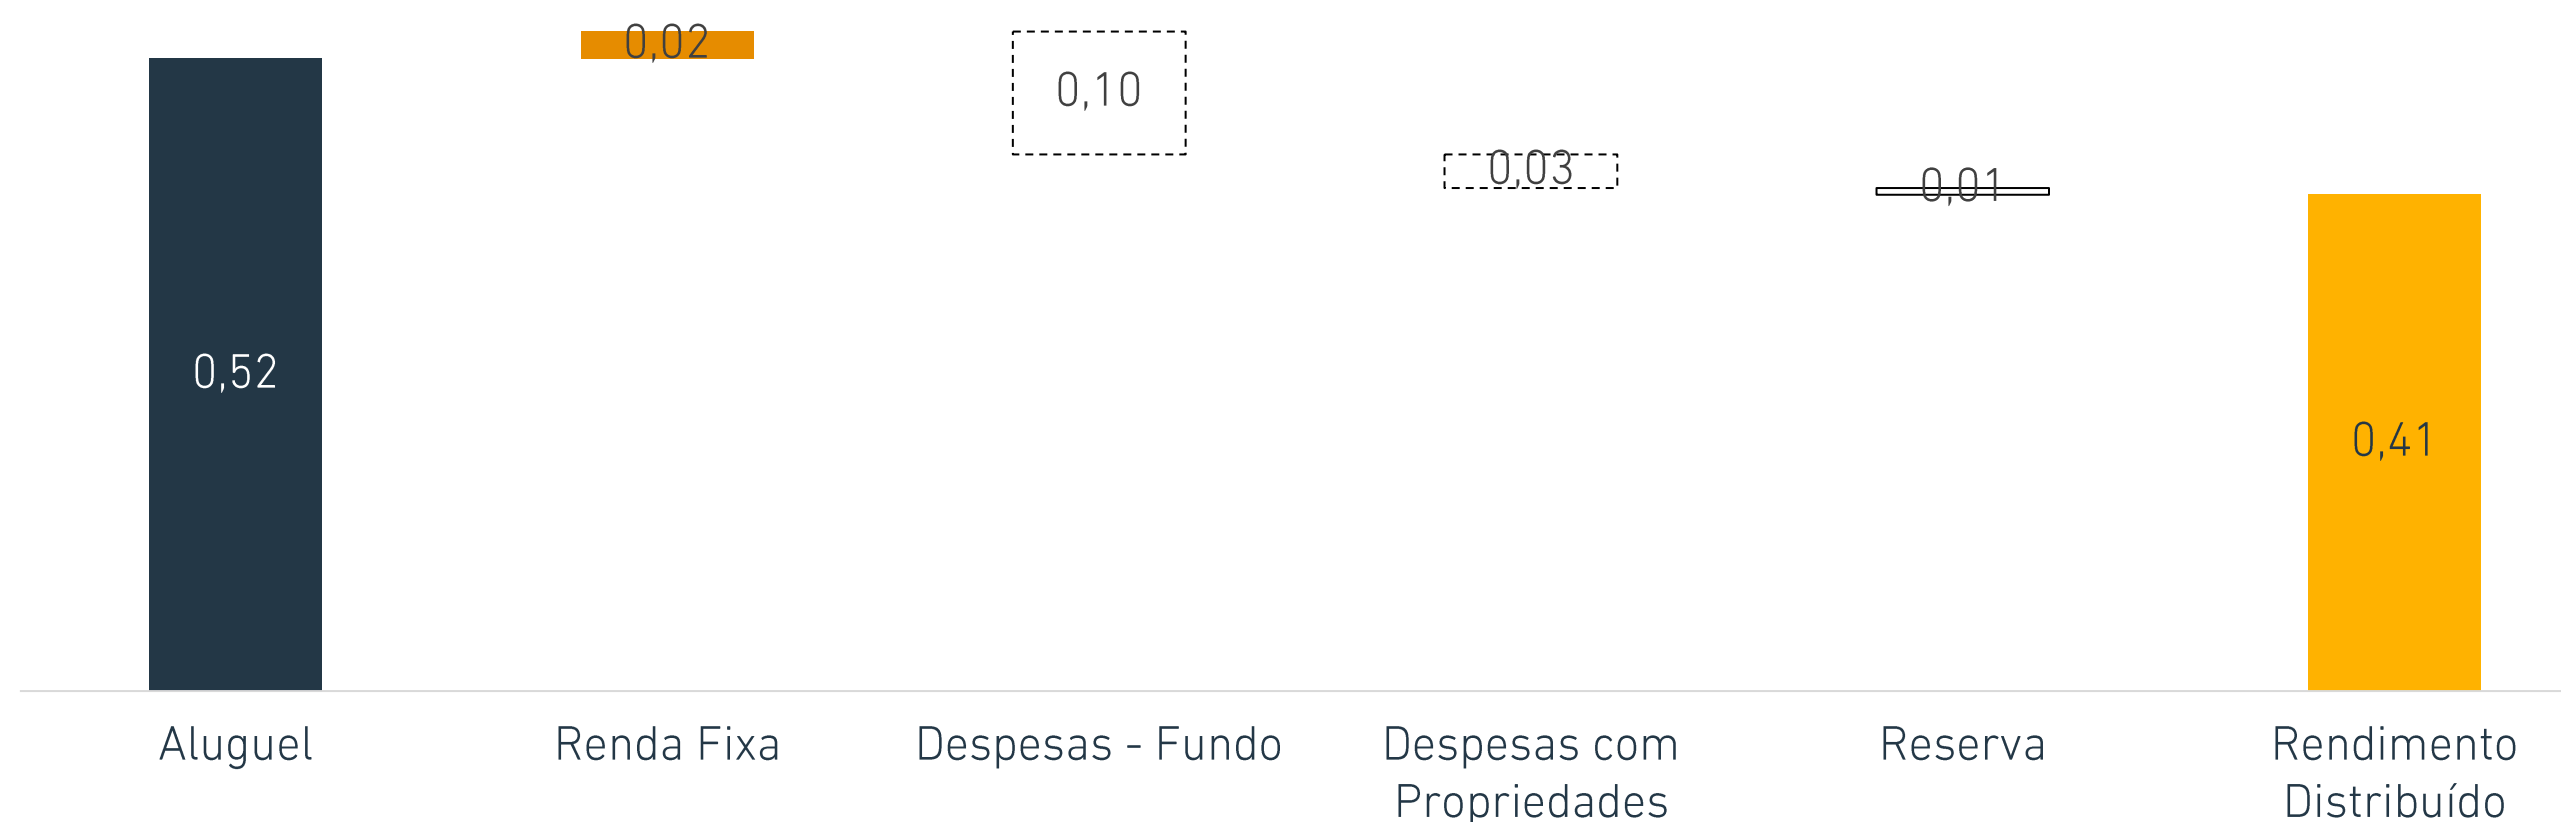 0,02
0,10
0,03
0,01
0,52
0,41
Aluguel
Renda Fixa
Despesas - Fundo
Despesas com
Propriedades
Reserva
Rendimento
Distribuído